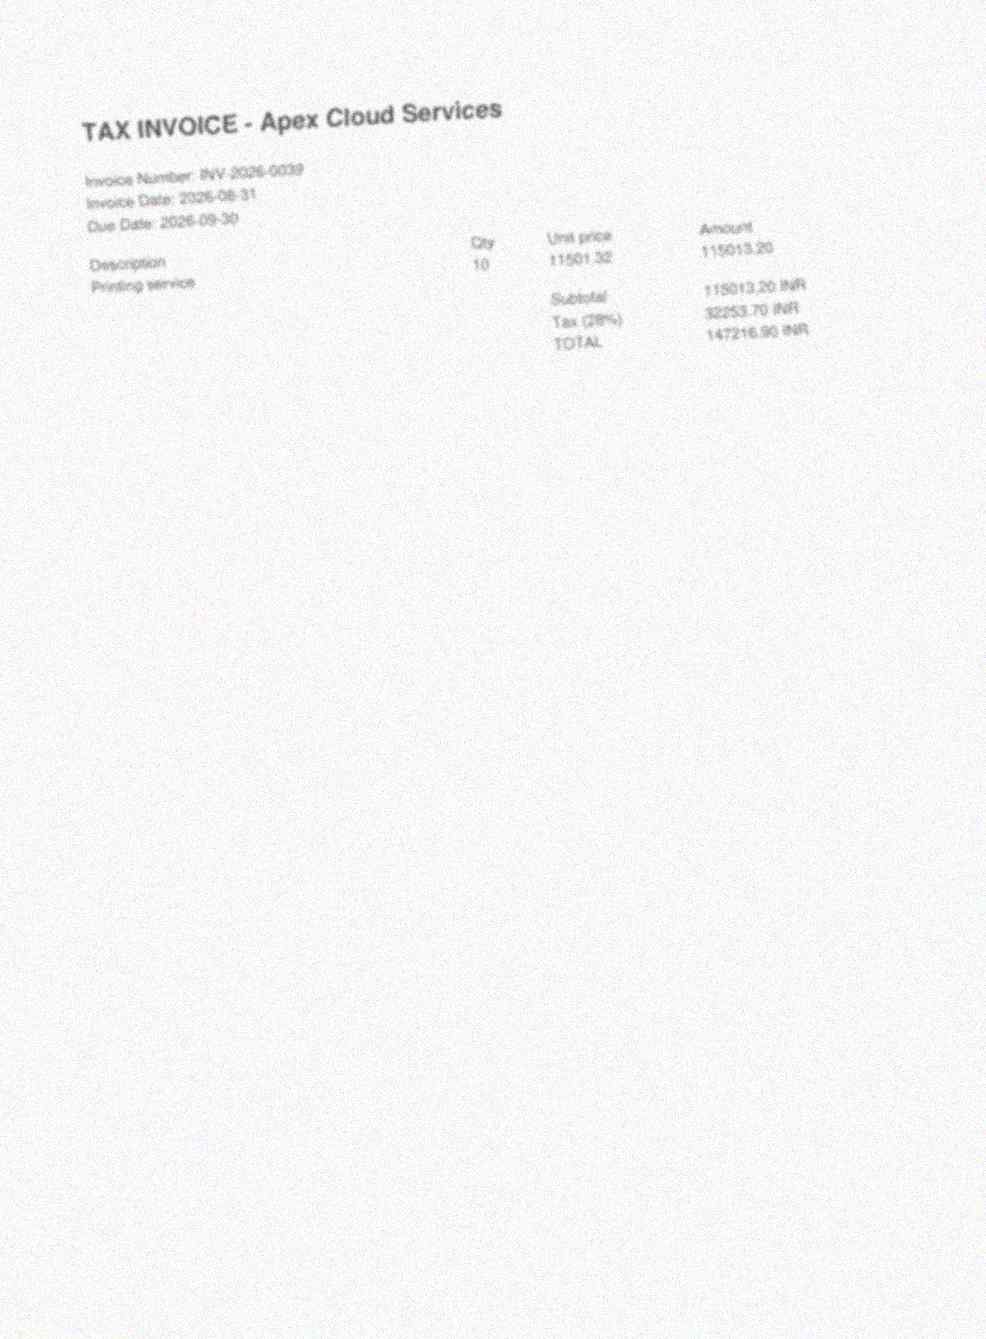 TAX INVOICE - Apex Cloud Services
Invoice Number: INV-2026-0039
Invoice Date: 2026-08-31
Due Date: 2026-09-30
Description Qty Unit price Amount
Printing service 10 11501.32 115013.20
Subtotal 115013.20 INR
Tax (28%) 32203.70 INR
TOTAL 147216.90 INR